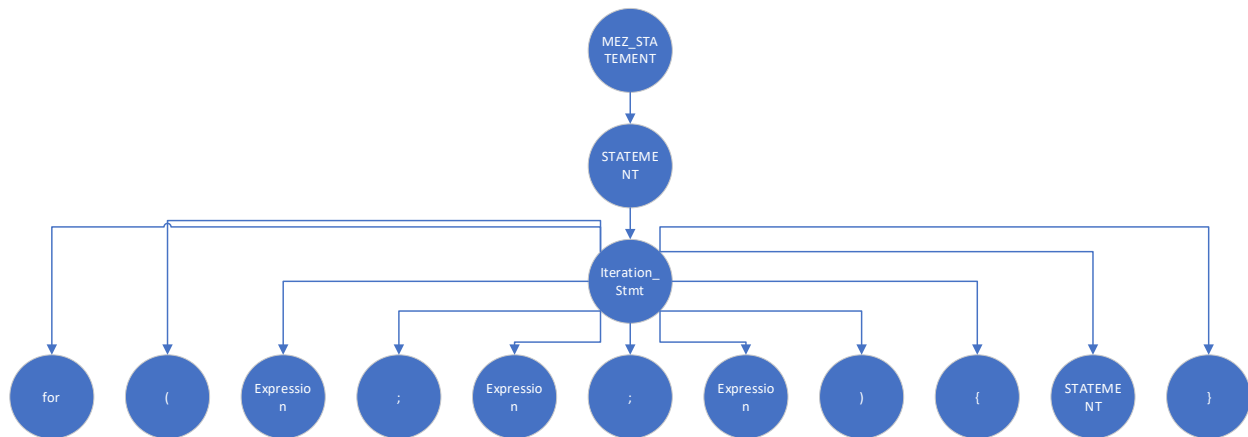 MEZ_STA
TEMENT
STATEME
NT
Iteration_
Stmt
for
(
Expressio
n
;
Expressio
n
;
Expressio
n
)
{
STATEME
NT
}